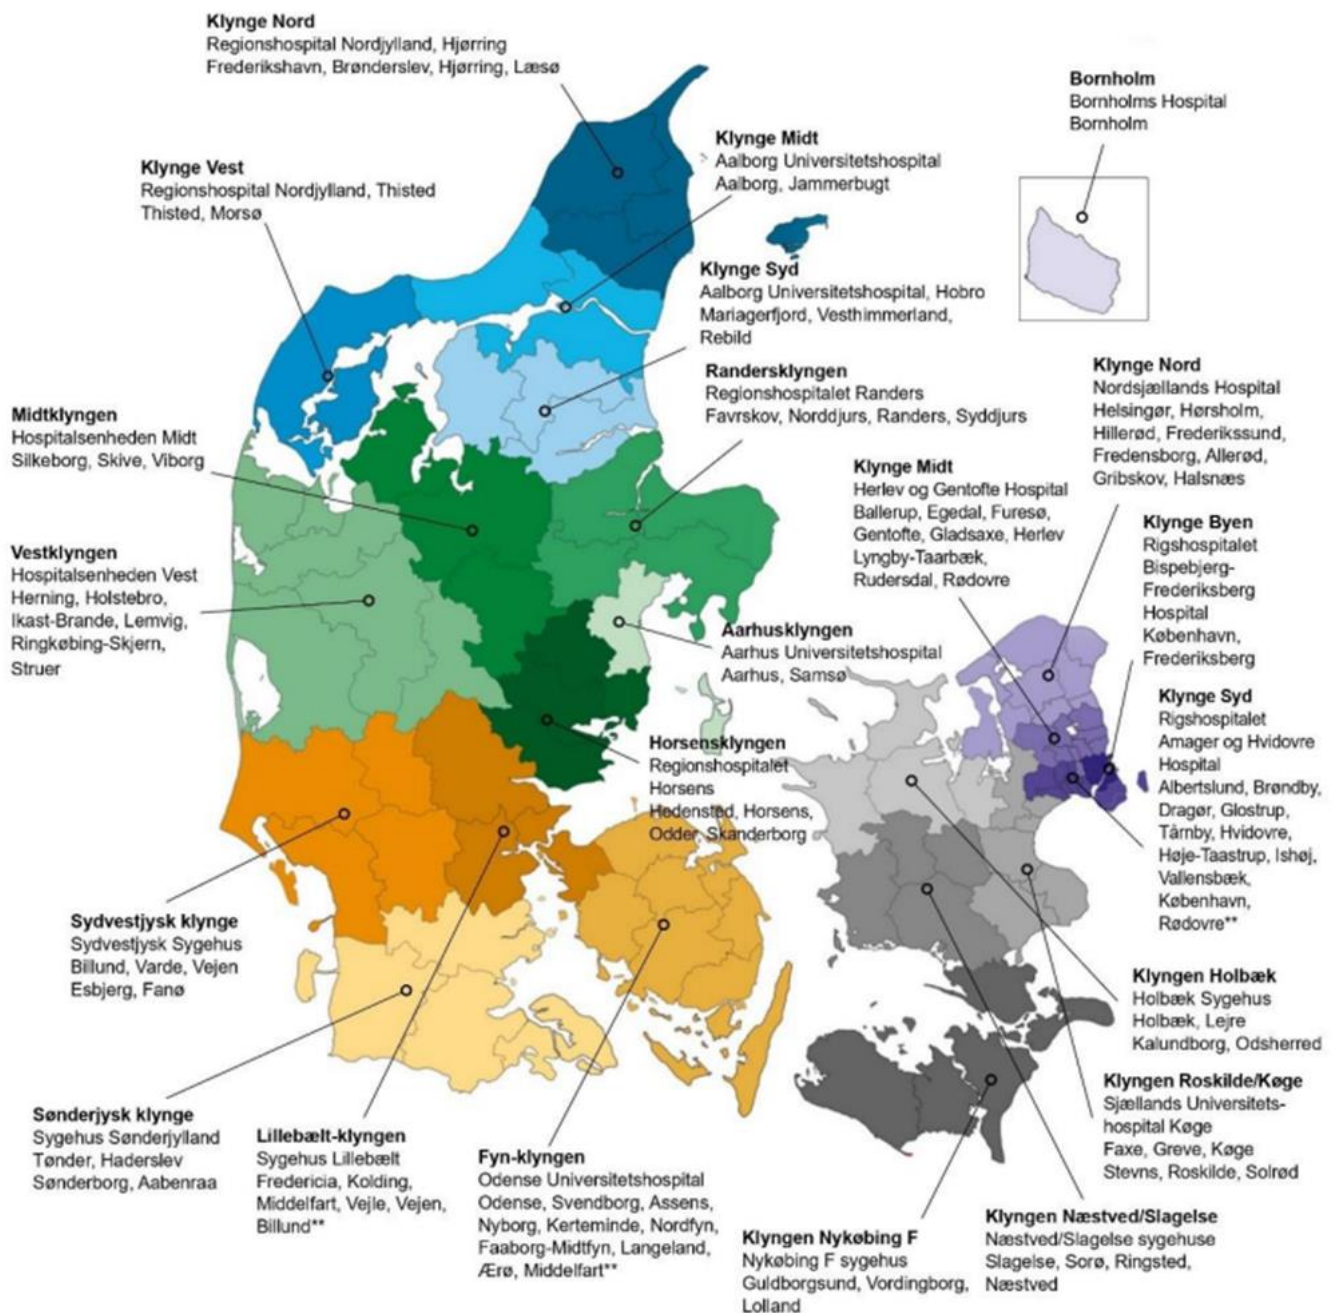 Klynge Nord
Regionshospital Nordjylland, Hjørring
Frederikshavn, Brønderslev, Hjørring, Læsø
Bornholm
Bornholms Hospital
Bornholm
Klynge Midt
Aalborg Universitetshospital
Aalborg, Jammerbugt
Klynge Vest
Regionshospital Nordjylland, Thisted
Thisted, Morsø
Klynge Syd
Aalborg Universitetshospital, Hobro
Mariagerfjord, Vesthimmerland,
Rebild
Randersklyngen
Regionshospitalet Randers
Favrskov, Norddjurs, Randers, Syddjurs
Klynge Nord
Nordsjællands Hospital
Helsingør, Hørsholm,
Hillerød, Frederikssund,
Fredensborg, Allerød,
Gribskov, Halsnæs
Midtklyngen
Hospitalsenheden Midt
Silkeborg, Skive, Viborg
Klynge Midt
Herlev og Gentofte Hospital
Ballerup, Egedal, Furesø,
Gentofte, Gladsaxe, Herlev
Lyngby-Taarbæk,
Rudersdal, Rødovre
Klynge Byen
Rigshospitalet
Bispebjerg-
Frederiksberg
Hospital
København,
Frederiksberg
Vestklyngen
Hospitalsenheden Vest
Herning, Holstebro,
Ikast-Brande, Lemvig,
Ringkøbing-Skjern,
Struer
Aarhusklyngen
Aarhus Universitetshospital
Aarhus, Samsø
Klynge Syd
Rigshospitalet
Amager og Hvidovre
Hospital
Albertslund, Brøndby,
Dragør, Glostrup,
Tårnby, Hvidovre,
Høje-Taastrup, Ishøj,
Vallensbæk,
København,
Rødovre**
Horsensklyngen
Regionshospitalet
Horsens
Hedensted, Horsens,
Odder, Skanderborg
Sydvestjysk klynge
Sydvestjysk Sygehus
Billund, Varde, Vejen
Esbjerg, Fanø
Klyngen Holbæk
Holbæk Sygehus
Holbæk, Lejre
Kalundborg, Odsherred
Klyngen Roskilde/Køge
Sjællands Universitets-
hospital Køge
Faxe, Greve, Køge
Stevns, Roskilde, Solrød
Sønderjysk klynge
Sygehus Sønderjylland
Tønder, Haderslev
Sønderborg, Aabenraa
Lillebælt-klyngen
Sygehus Lillebælt
Fredericia, Kolding,
Middelfart, Vejle, Vejen,
Billund**
Fyn-klyngen
Odense Universitetshospital
Odense, Svendborg, Assens,
Nyborg, Kerteminde, Nordfyn,
Faaborg-Midtfyn, Langeland,
Ærø, Middelfart**
Klyngen Nykøbing F
Nykøbing F sygehus
Guldborgsund, Vordingborg,
Lolland
Klyngen Næstved/Slagelse
Næstved/Slagelse sygehuse
Slagelse, Sorø, Ringsted,
Næstved